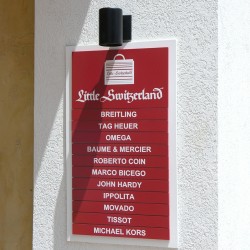 Little Switzerland
BREITLING
TAG HEUER
OMEGA
BAUME & MERCIER
ROBERTO COIN
MARCO BICEGO
JOHN HARDY
IPPOLITA
MOVADO
TISSOT
MICHAEL KORS